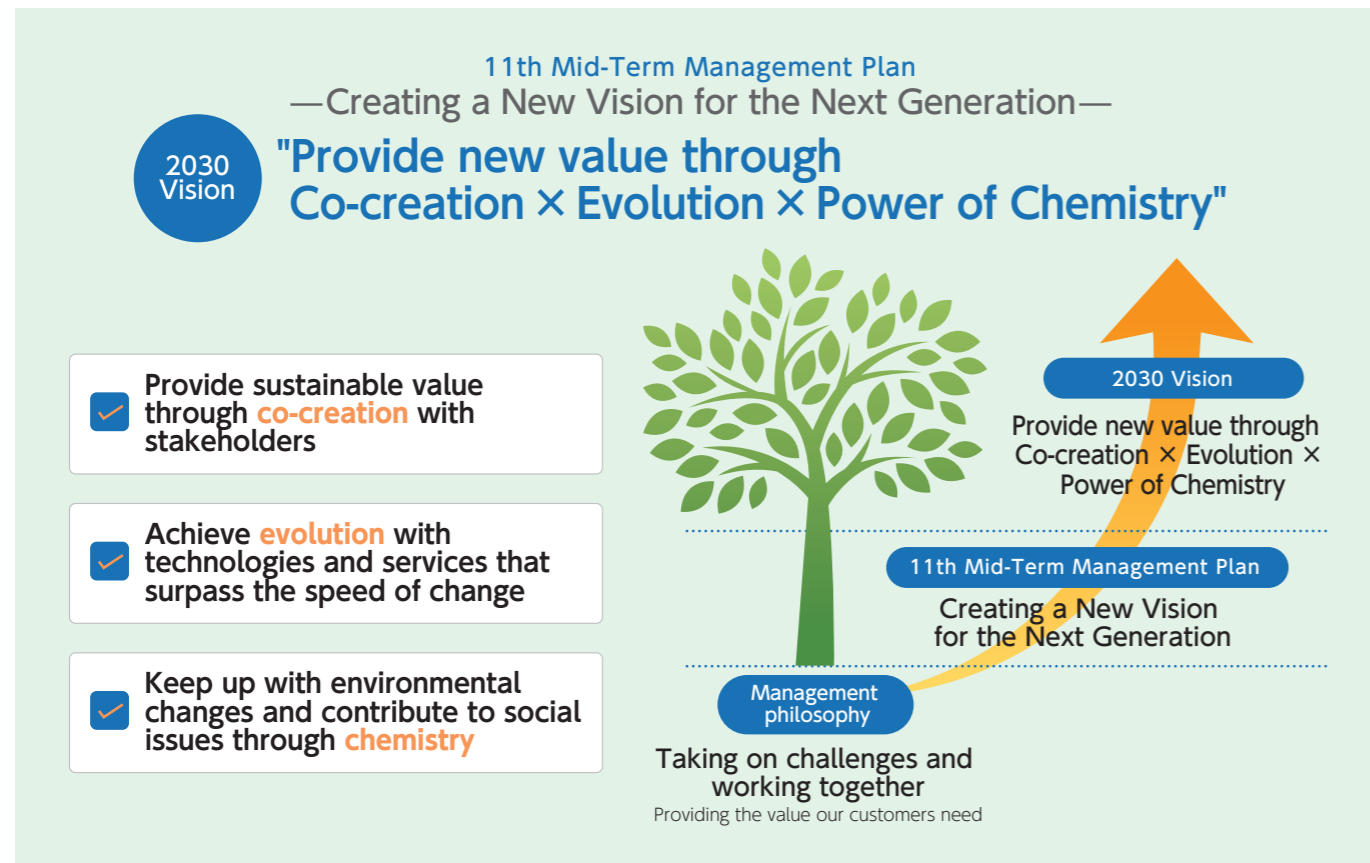 11th Mid-Term Management Plan
—Creating a New Vision for the Next Generation—
2030
Vision
"Provide new value through
Co-creation × Evolution × Power of Chemistry"
Provide sustainable value
through co-creation with
stakeholders
Achieve evolution with
technologies and services that
surpass the speed of change
Keep up with environmental
changes and contribute to social
issues through chemistry
2030 Vision
Provide new value through
Co-creation × Evolution ×
Power of Chemistry
11th Mid-Term Management Plan
Creating a New Vision
for the Next Generation
Management
philosophy
Taking on challenges and
working together
Providing the value our customers need